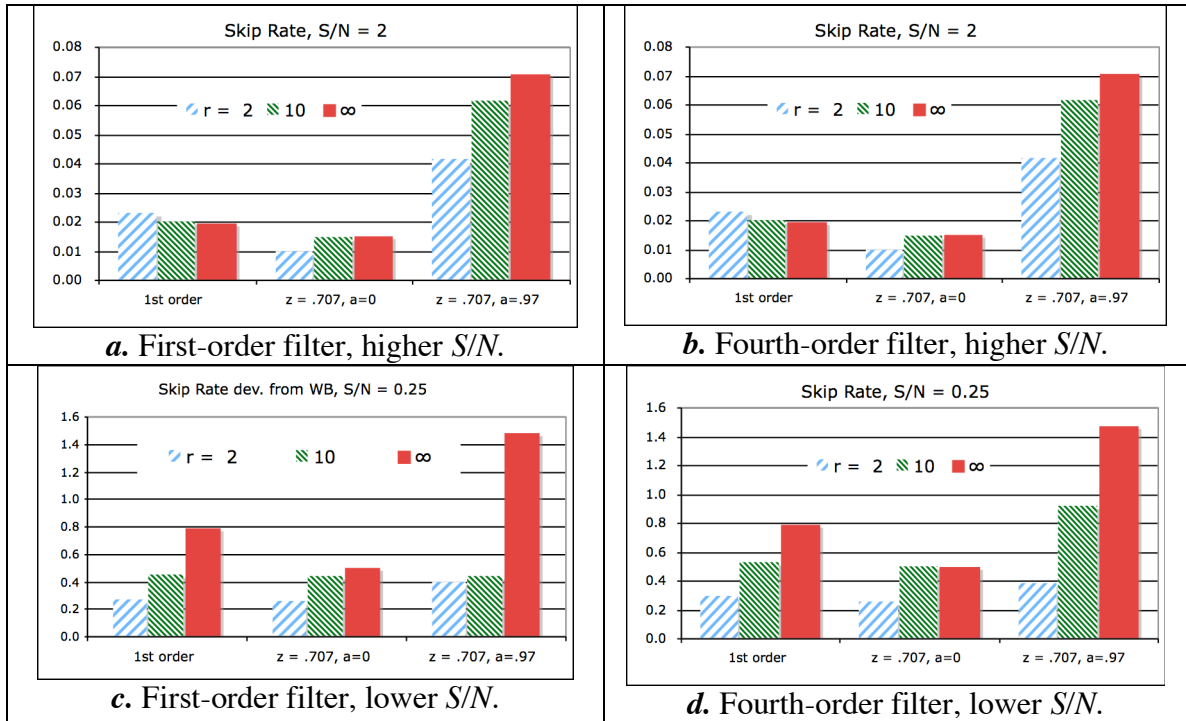 Skip Rate, S/N = 2
0.08
0.07
0.06
0.05
0.04
0.03
0.02
0.01
0.00
r = 2 10 ∞
1st order z = .707, a=0 z = .707, a=.97
a. First-order filter, higher S/N.
Skip Rate, S/N = 2
0.08
0.07
0.06
0.05
0.04
0.03
0.02
0.01
0.00
r = 2 10 ∞
1st order z = .707, a=0 z = .707, a=.97
b. Fourth-order filter, higher S/N.
Skip Rate dev. from WB, S/N = 0.25
1.6
1.4
1.2
1.0
0.8
0.6
0.4
0.2
0.0
r = 2 10 ∞
1st order z = .707, a=0 z = .707, a=.97
c. First-order filter, lower S/N.
Skip Rate, S/N = 0.25
1.6
1.4
1.2
1.0
0.8
0.6
0.4
0.2
0.0
r = 2 10 ∞
1st order z = .707, a=0 z = .707, a=.97
d. Fourth-order filter, lower S/N.